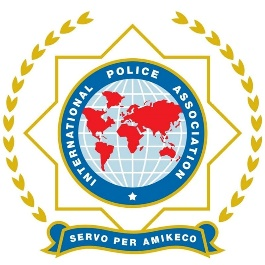 INTERNATIONAL POLICE ASSOCIATION
SERVO PER AMIKECO